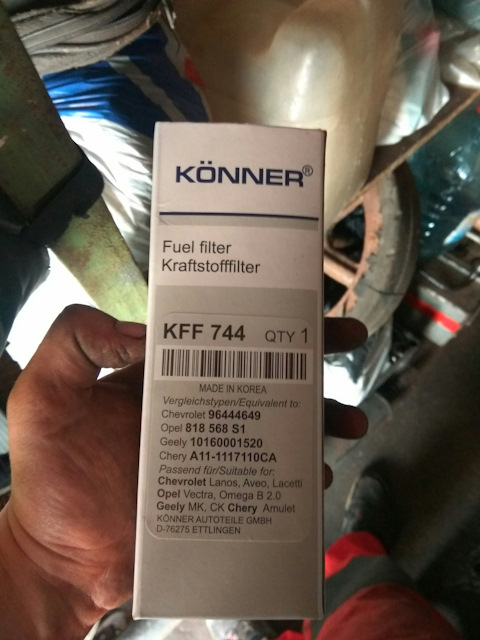 KÖNNER®
Fuel filter
Kraftstofffilter
KFF 744 QTY 1
MADE IN KOREA
Vergleichstypen/Equivalent to:
Chevrolet 96444649
Opel 818 568 S1
Geely 10160001520
Chery A11-1117110CA
Passend für/Suitable for:
Chevrolet Lanos, Aveo, Lacetti
Opel Vectra, Omega B 2.0
Geely MK, CK Chery Amulet
KÖNNER AUTOTEILE GMBH
D-76275 ETTLINGEN